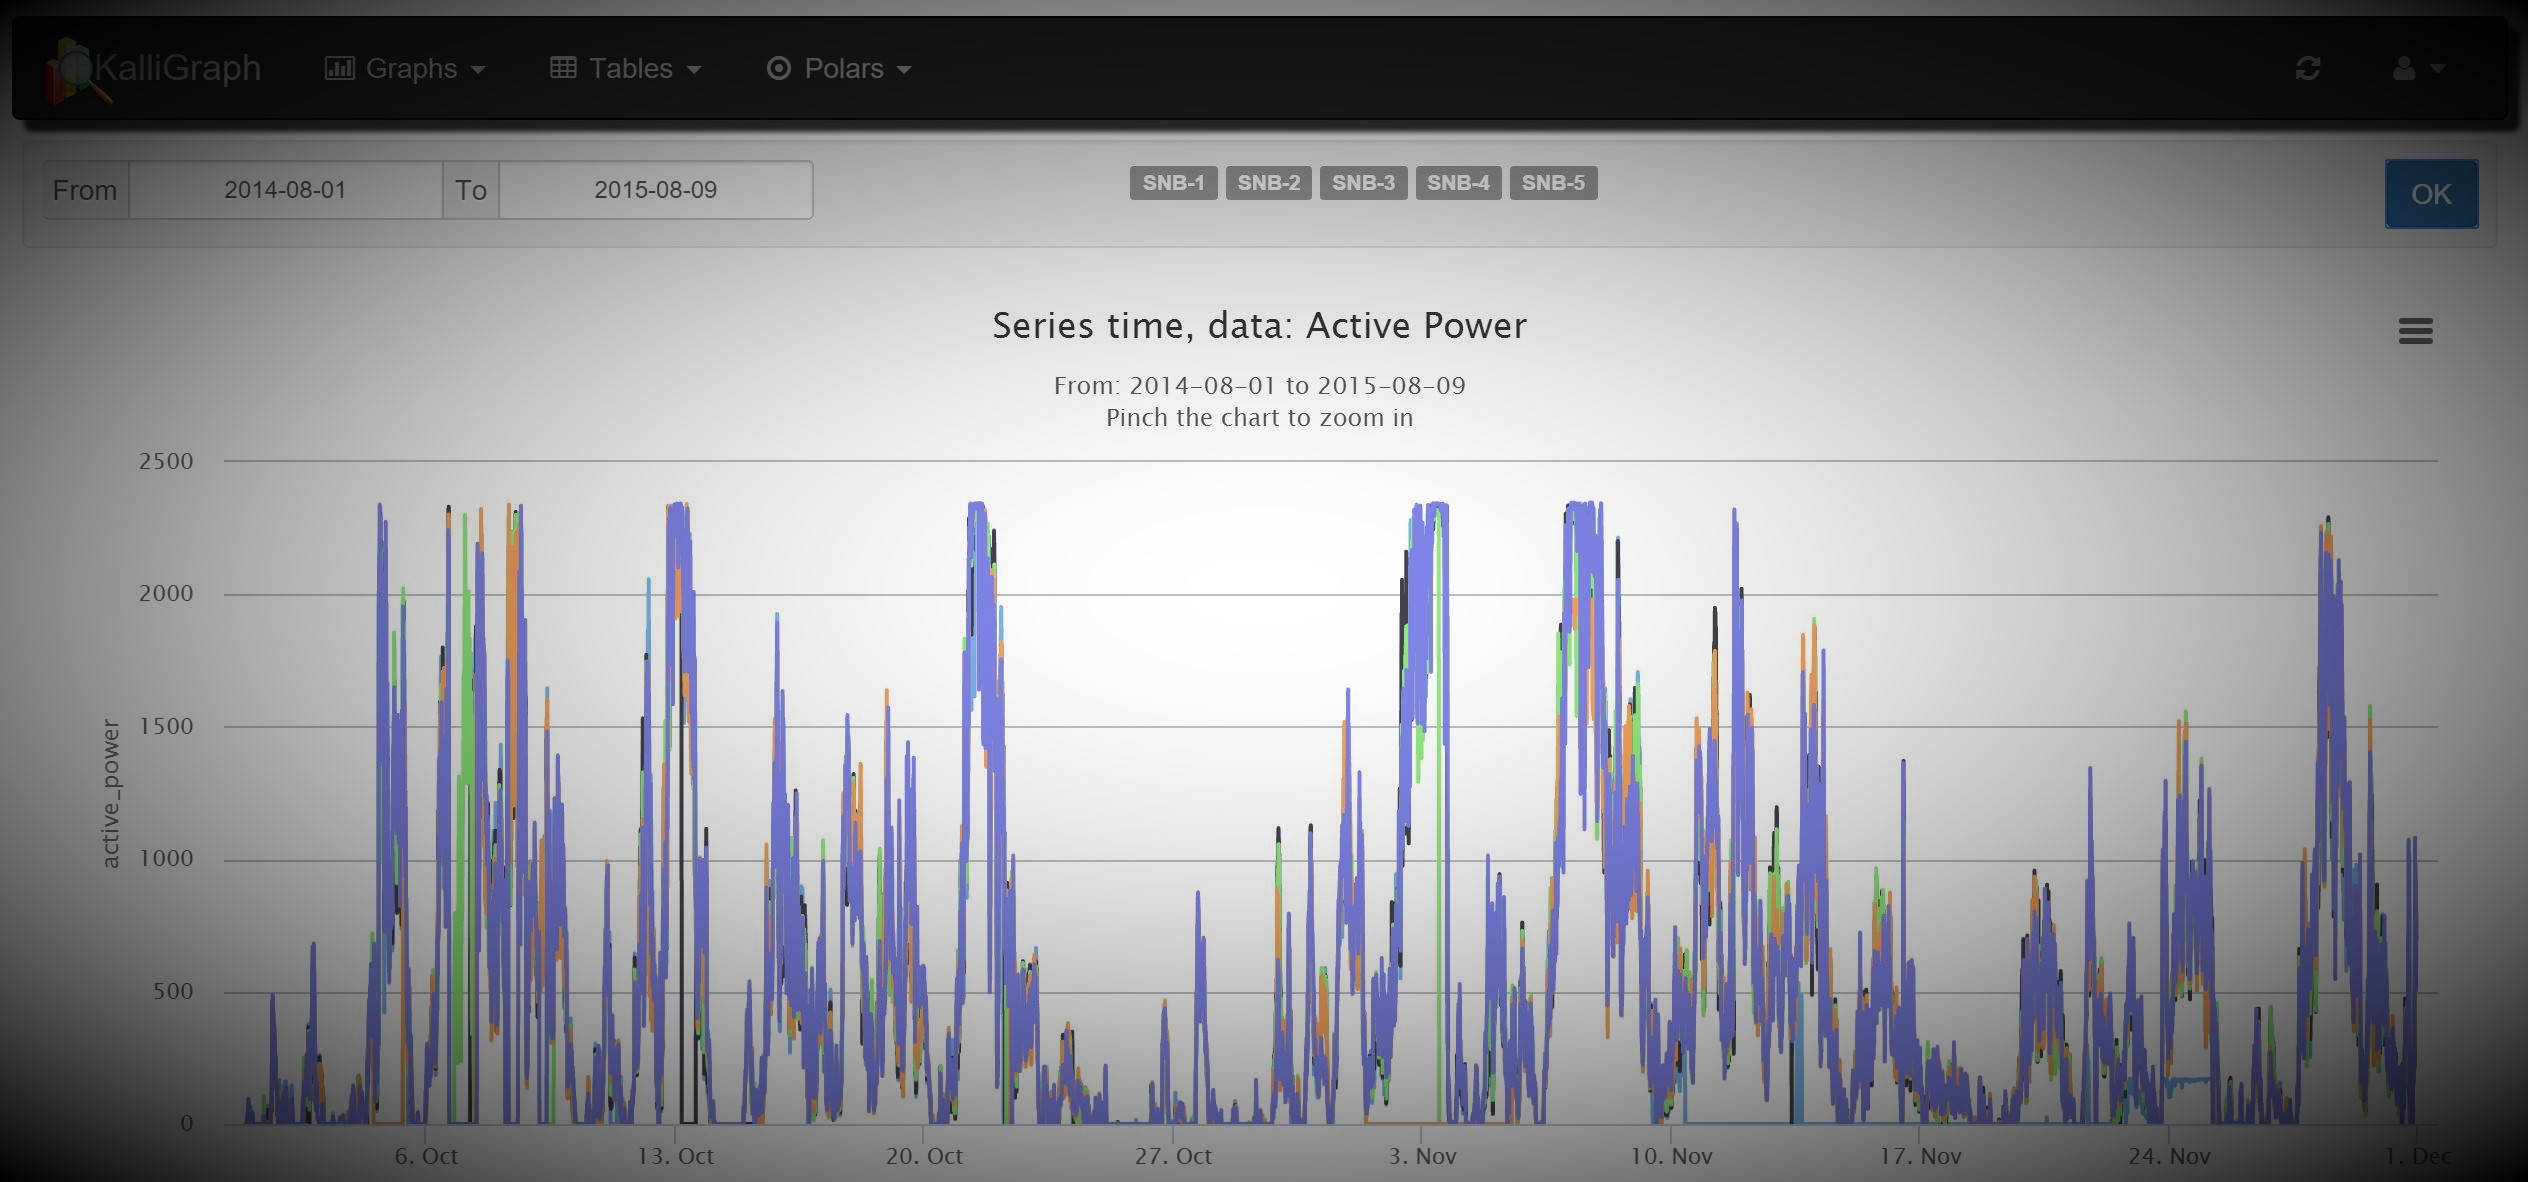 KalliGraph Graphs Tables Polars
From 2014-08-01 To 2015-08-09 SNB-1 SNB-2 SNB-3 SNB-4 SNB-5 OK
Series time, data: Active Power
From: 2014-08-01 to 2015-08-09
Pinch the chart to zoom in
2500
2000
1500
1000
500
0
active_power
6. Oct 13. Oct 20. Oct 27. Oct 3. Nov 10. Nov 17. Nov 24. Nov 1. Dec